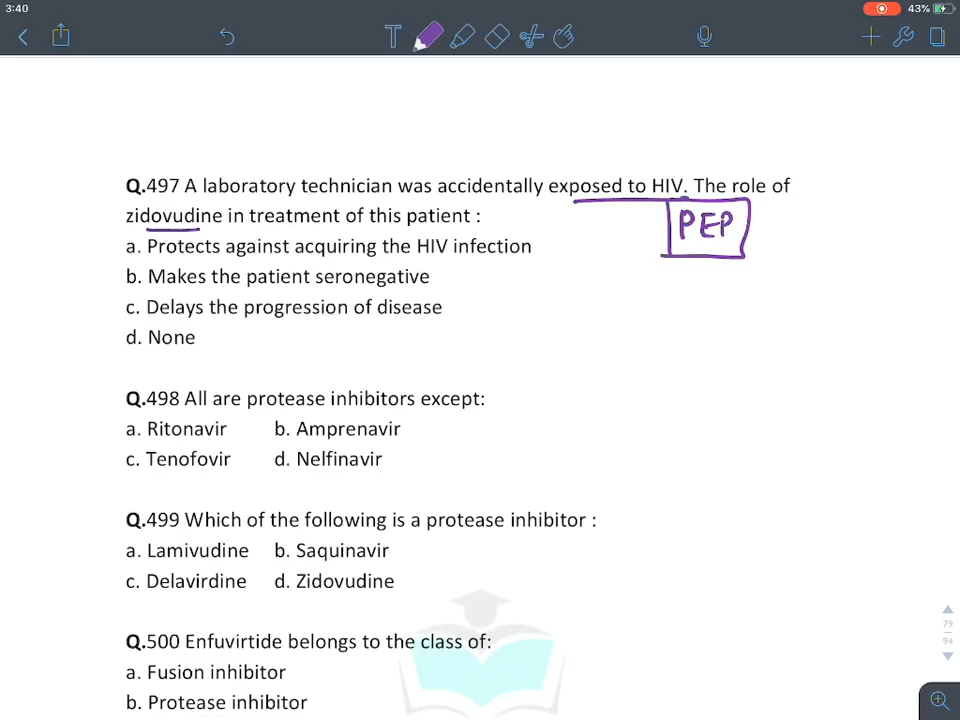 3:40
43%
T
Q.497 A laboratory technician was accidentally exposed to HIV. The role of
zidovudine in treatment of this patient :
PEP
a. Protects against acquiring the HIV infection
b. Makes the patient seronegative
c. Delays the progression of disease
d. None
Q.498 All are protease inhibitors except:
a. Ritonavir b. Amprenavir
c. Tenofovir d. Nelfinavir
Q.499 Which of the following is a protease inhibitor :
a. Lamivudine b. Saquinavir
c. Delavirdine d. Zidovudine
79
94
Q.500 Enfuvirtide belongs to the class of:
a. Fusion inhibitor
b. Protease inhibitor